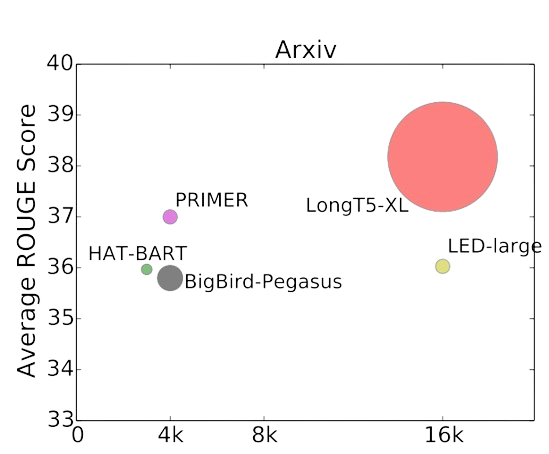 Arxiv
Average ROUGE Score
40
39
38
37
36
35
34
33
0
4k
8k
16k
PRIMER
LongT5-XL
HAT-BART
LED-large
BigBird-Pegasus